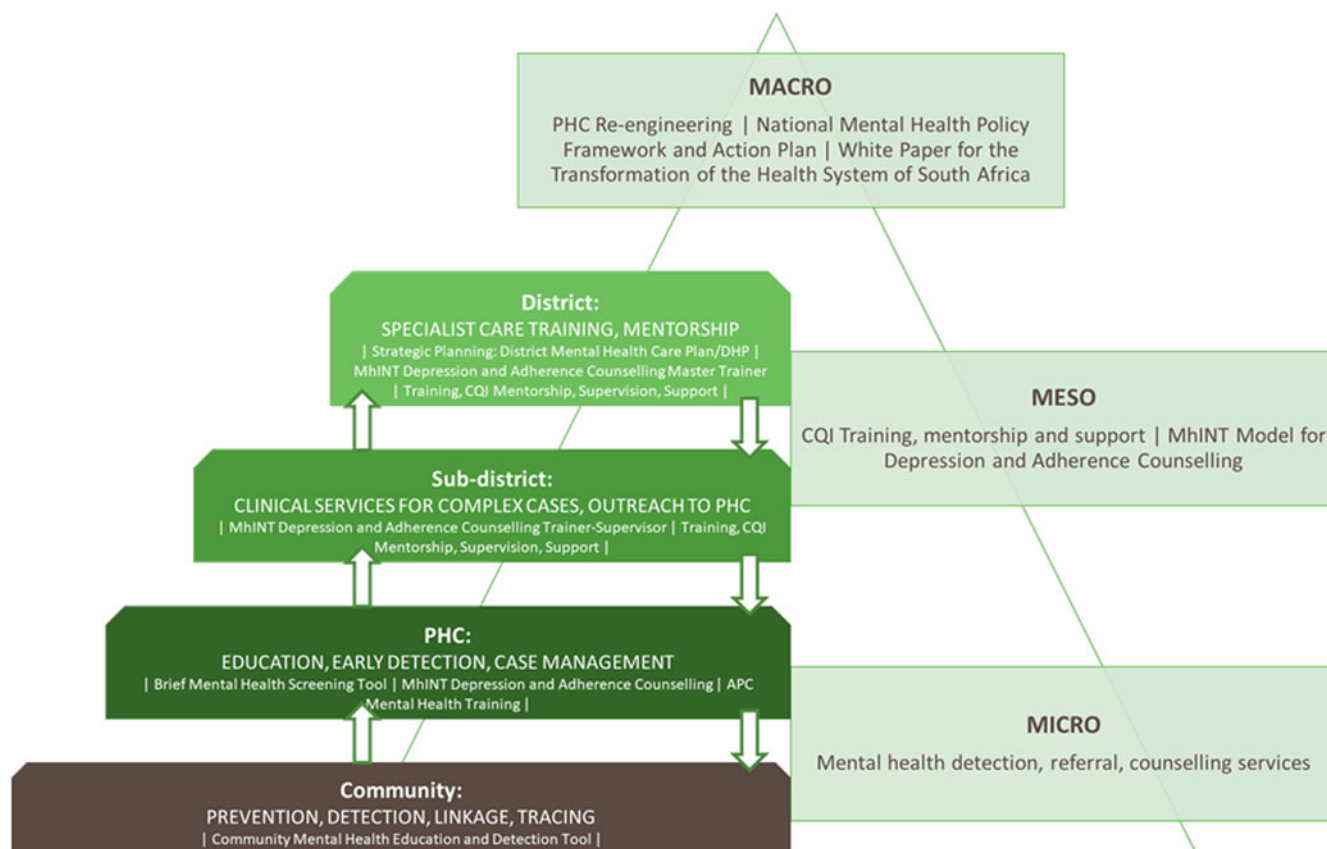 MACRO
PHC Re-engineering | National Mental Health Policy
Framework and Action Plan | White Paper for the
Transformation of the Health System of South Africa
District:
SPECIALIST CARE TRAINING, MENTORSHIP
| Strategic Planning: District Mental Health Care Plan/DHP |
MhINT Depression and Adherence Counselling Master Trainer
| Training, CQI Mentorship, Supervision, Support |
MESO
CQI Training, mentorship and support | MhINT Model for
Depression and Adherence Counselling
Sub-district:
CLINICAL SERVICES FOR COMPLEX CASES, OUTREACH TO PHC
| MhINT Depression and Adherence Counselling Trainer-Supervisor | Training, CQI
Mentorship, Supervision, Support |
PHC:
EDUCATION, EARLY DETECTION, CASE MANAGEMENT
| Brief Mental Health Screening Tool | MhINT Depression and Adherence Counselling | APC
Mental Health Training |
MICRO
Mental health detection, referral, counselling services
Community:
PREVENTION, DETECTION, LINKAGE, TRACING
| Community Mental Health Education and Detection Tool |